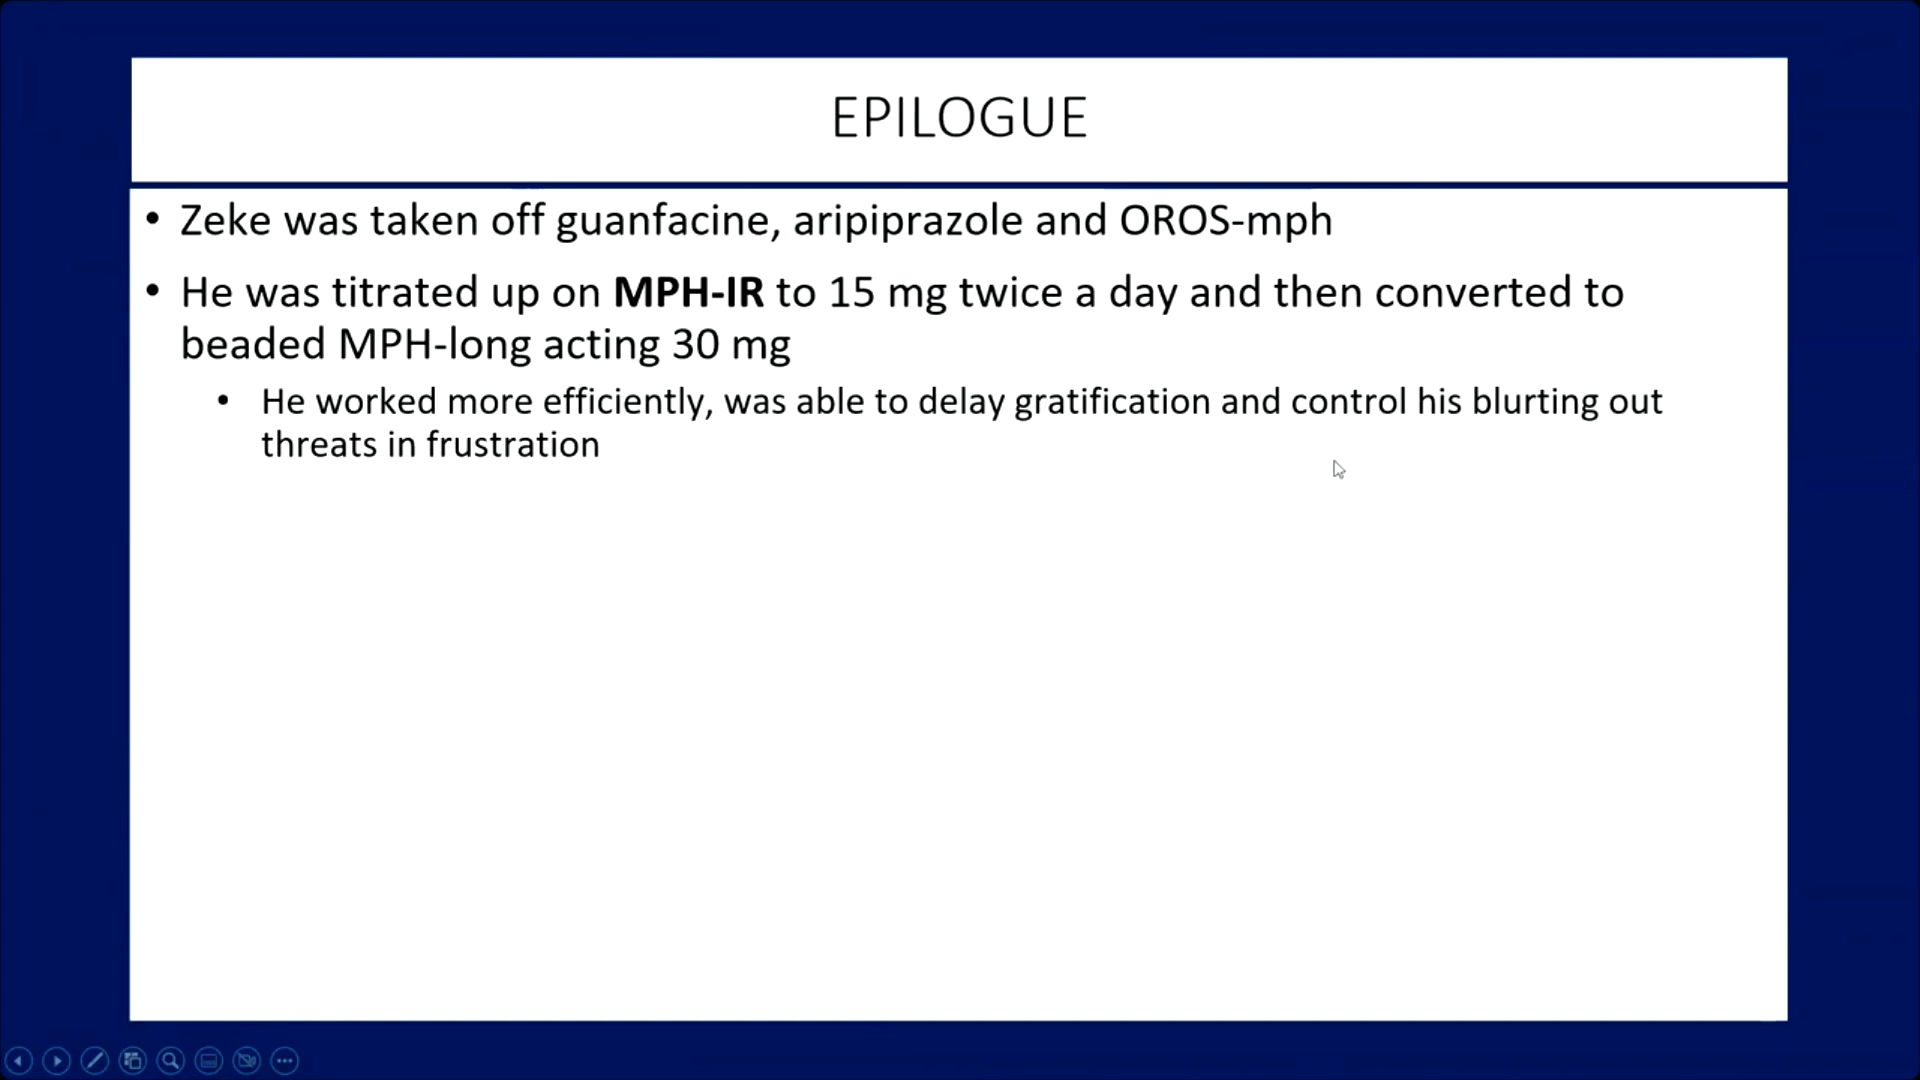 EPILOGUE
• Zeke was taken off guanfacine, aripiprazole and OROS-mph
• He was titrated up on MPH-IR to 15 mg twice a day and then converted to
beaded MPH-long acting 30 mg
• He worked more efficiently, was able to delay gratification and control his blurting out
threats in frustration